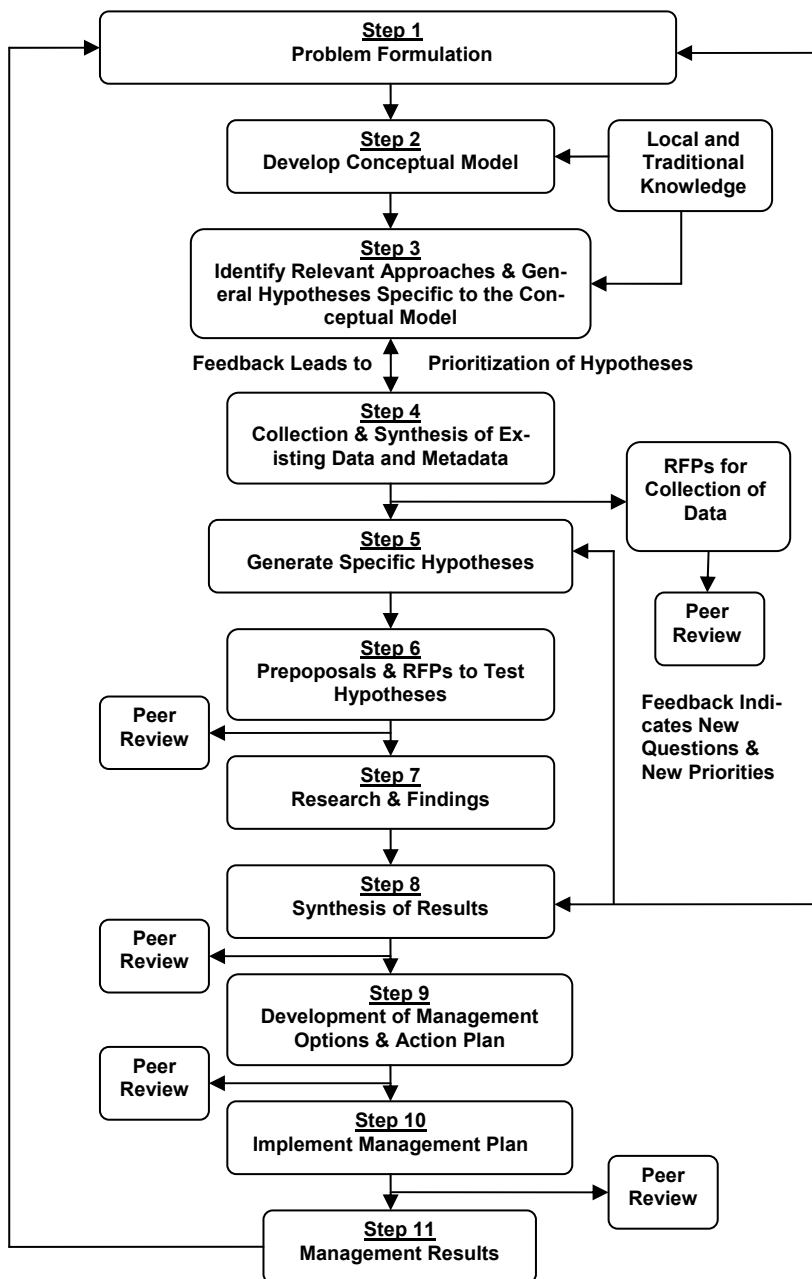 Step 1
Problem Formulation
Step 2
Develop Conceptual Model
Local and
Traditional
Knowledge
Step 3
Identify Relevant Approaches & Gen-
eral Hypotheses Specific to the Con-
ceptual Model
Feedback Leads to Prioritization of Hypotheses
Step 4
Collection & Synthesis of Ex-
isting Data and Metadata
RFPs for
Collection of
Data
Step 5
Generate Specific Hypotheses
Peer
Review
Step 6
Prepoposals & RFPs to Test
Hypotheses
Peer
Review
Feedback Indi-
cates New
Questions &
New Priorities
Step 7
Research & Findings
Step 8
Synthesis of Results
Peer
Review
Step 9
Development of Management
Options & Action Plan
Peer
Review
Step 10
Implement Management Plan
Peer
Review
Step 11
Management Results